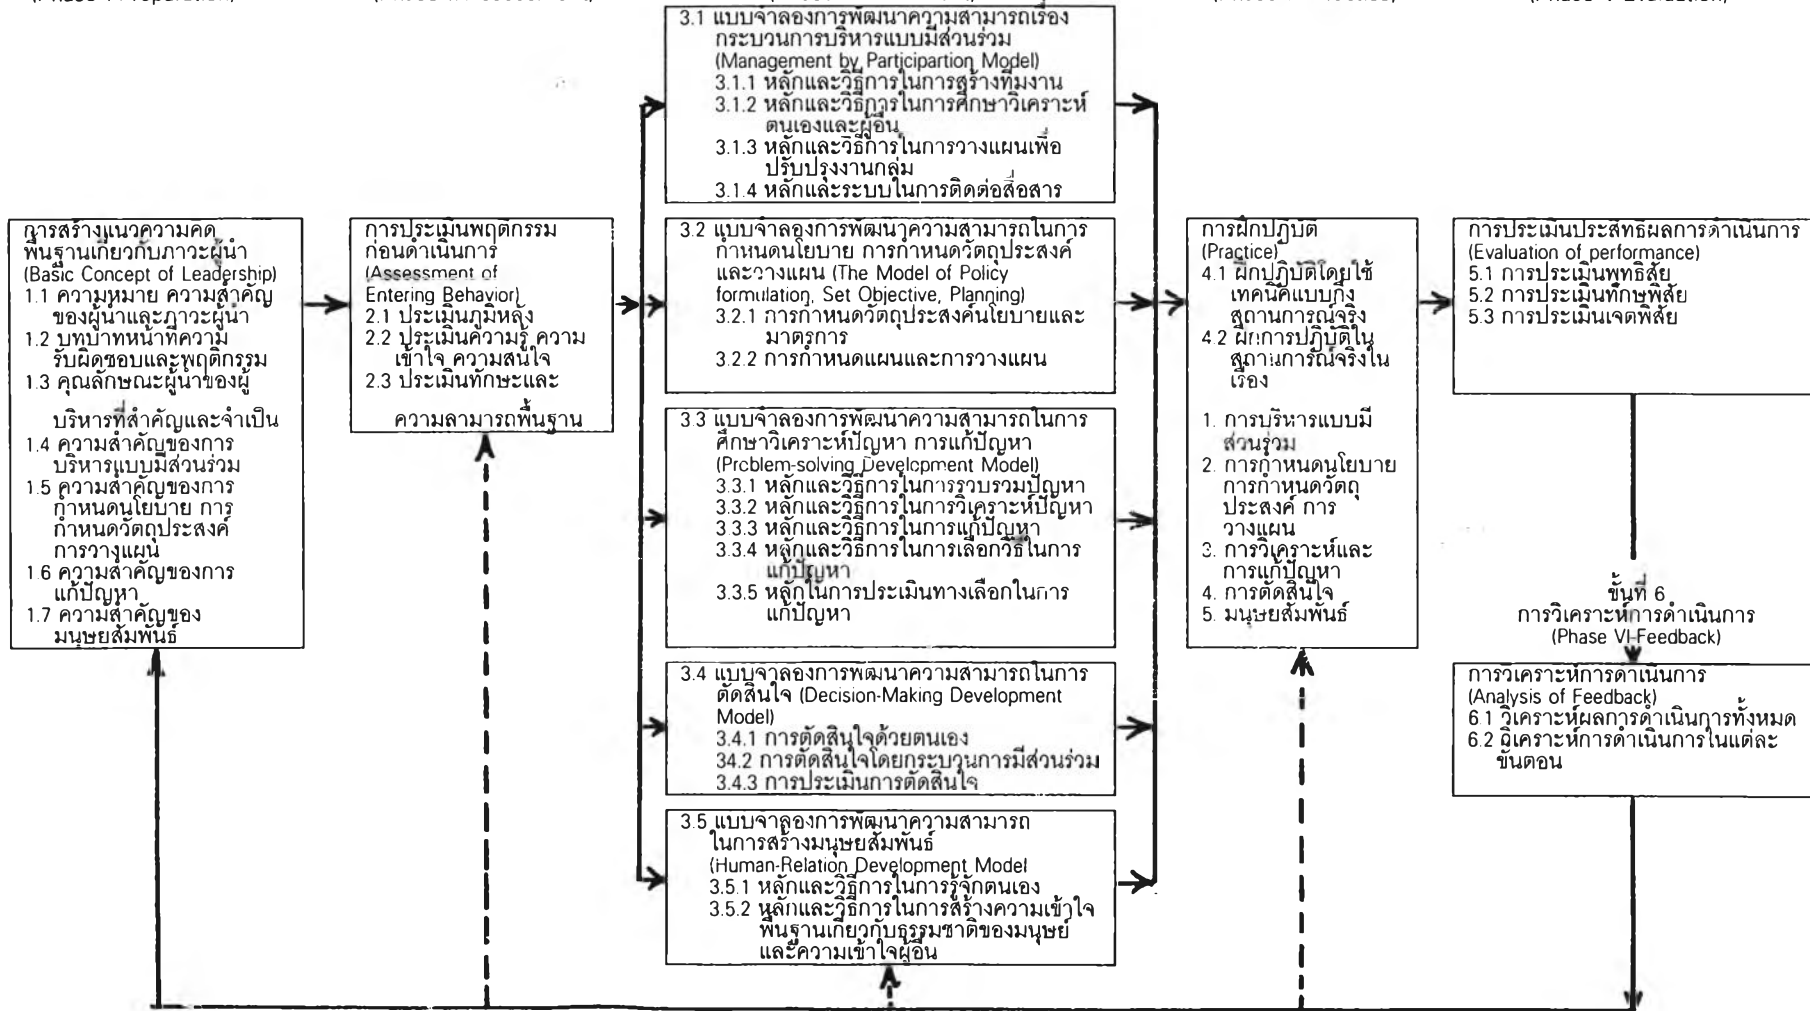 3.1 แบบจำลองการพัฒนาความสามารถเรื่อง
กระบวนการบริหารแบบมีส่วนร่วม
(Management by Participartion Model)
3.1.1 หลักและวิธีการในการสร้างทีมงาน
3.1.2 หลักและวิธีการในการศึกษาวิเคราะห์
ตนเองและผู้อื่น
3.1.3 หลักและวิธีการในการวางแผนเพื่อ
ปรับปรุงงานกลุ่ม
3.1.4 หลักและระบบในการติดต่อสื่อสาร
การสร้างแนวความคิด
พื้นฐานเกี่ยวกับภาวะผู้นำ
(Basic Concept of Leadership)
1.1 ความหมาย ความสำคัญ
ของผู้นำและภาวะผู้นำ
1.2 บทบาทหน้าที่ความ
รับผิดชอบและพฤติกรรม
1.3 คุณลักษณะผู้นำของผู้
บริหารที่สำคัญและจำเป็น
1.4 ความสำคัญของการ
บริหารแบบมีส่วนร่วม
1.5 ความสำคัญของการ
กำหนดนโยบาย การ
กำหนดวัตถุประสงค์
การวางแผน
1.6 ความสำคัญของการ
แก้ปัญหา
1.7 ความสำคัญของ
มนุษยสัมพันธ์
การประเมินพฤติกรรม
ก่อนดำเนินการ
(Assessment of
Entering Behavior)
2.1 ประเมินภูมิหลัง
2.2 ประเมินความรู้ ความ
เข้าใจ ความสนใจ
2.3 ประเมินทักษะและ
ความสามารถพื้นฐาน
3.2 แบบจำลองการพัฒนาความสามารถในการ
กำหนดนโยบาย การกำหนดวัตถุประสงค์
และวางแผน (The Model of Policy
formulation, Set Objective, Planning)
3.2.1 การกำหนดวัตถุประสงค์นโยบายและ
มาตรการ
3.2.2 การกำหนดแผนและการวางแผน
3.3 แบบจำลองการพัฒนาความสามารถในการ
ศึกษาวิเคราะห์ปัญหา การแก้ปัญหา
(Problem-solving Development Model)
3.3.1 หลักและวิธีการในการรวบรวมปัญหา
3.3.2 หลักและวิธีการในการวิเคราะห์ปัญหา
3.3.3 หลักและวิธีการในการแก้ปัญหา
3.3.4 หลักและวิธีการในการเลือกวิธีในการ
แก้ปัญหา
3.3.5 หลักในการประเมินทางเลือกในการ
แก้ปัญหา
3.4 แบบจำลองการพัฒนาความสามารถในการ
ตัดสินใจ (Decision-Making Development
Model)
3.4.1 การตัดสินใจด้วยตนเอง
34.2 การตัดสินใจโดยกระบวนการมีส่วนร่วม
3.4.3 การประเมินการตัดสินใจ
3.5 แบบจำลองการพัฒนาความสามารถ
ในการสร้างมนุษยสัมพันธ์
(Human-Relation Development Model
3.5.1 หลักและวิธีการในการรู้จักตนเอง
3.5.2 หลักและวิธีการในการสร้างความเข้าใจ
พื้นฐานเกี่ยวกับธรรมชาติของมนุษย์
และความเข้าใจผู้อื่น
การฝึกปฏิบัติ
(Practice)
4.1 ฝึกปฏิบัติโดยใช้
เทคนิคแบบกึ่ง
สถานการณ์จริง
4.2 ฝึกการปฏิบัติใน
สถานการณ์จริงใน
เรื่อง
1. การบริหารแบบมี
ส่วนร่วม
2. การกำหนดนโยบาย
การกำหนดวัตถุ
ประสงค์ การ
วางแผน
3. การวิเคราะห์และ
การแก้ปัญหา
4. การตัดสินใจ
5. มนุษยสัมพันธ์
การประเมินประสิทธิผลการดำเนินการ
(Evaluation of performance)
5.1 การประเมินพุทธิสัย
5.2 การประเมินทักษพิสัย
5.3 การประเมินเจตพิสัย
ขั้นที่ 6
การวิเคราะห์การดำเนินการ
(Phase VI-Feedback)
การวิเคราะห์การดำเนินการ
(Analysis of Feedback)
6.1 วิเคราะห์ผลการดำเนินการทั้งหมด
6.2 วิเคราะห์การดำเนินการในแต่ละ
ขั้นตอน